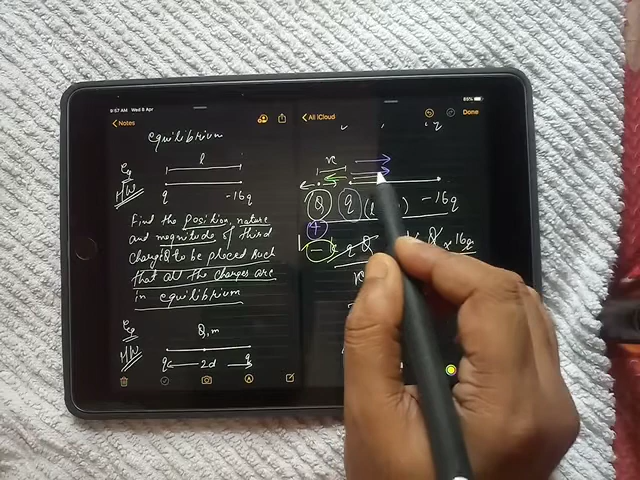 9:57 AM Wed 8 Apr
Notes
equilibrium
Eg
l
H/W
q
-16q
Find the position, nature
and magnitude of third
charge Q to be placed such
that all the charges are
in equilibrium
Eg
Q, m
H/W
q
2d
q
85%
All iCloud
Done
x
Q
q
-16q
+
-
q Q
Q × 16q